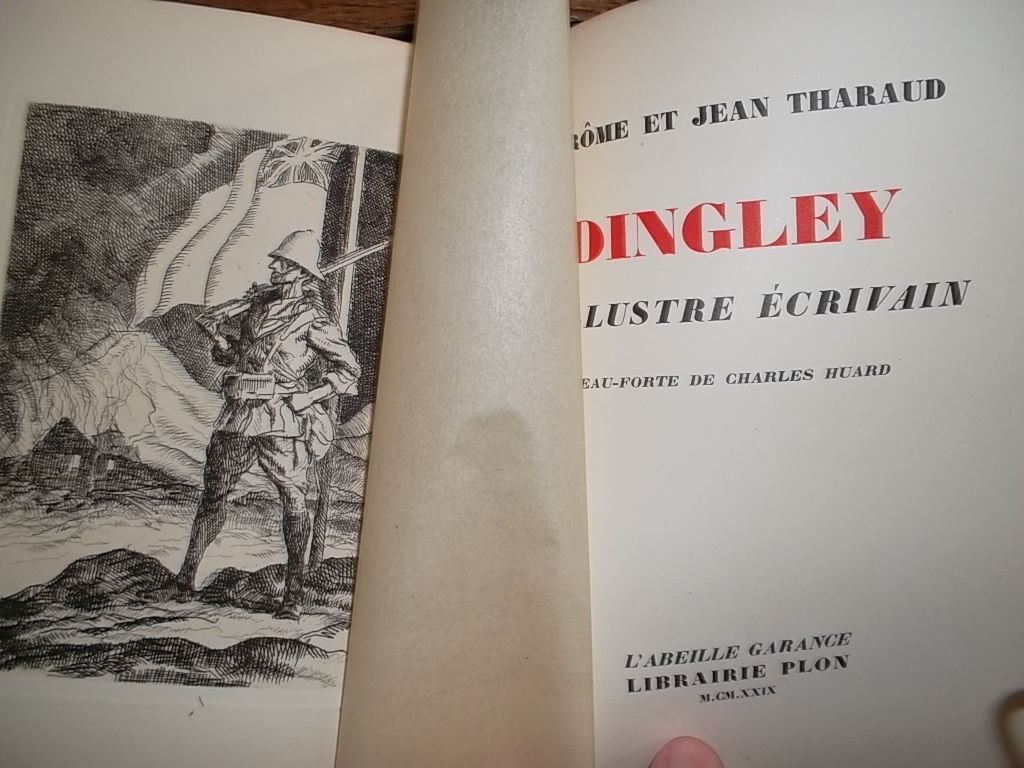 RÔME ET JEAN THARAUD
DINGLEY
LUSTRE ÉCRIVAIN
EAU-FORTE DE CHARLES HUARD
L'ABEILLE GARANCE
LIBRAIRIE PLON
M.CM.XXIX